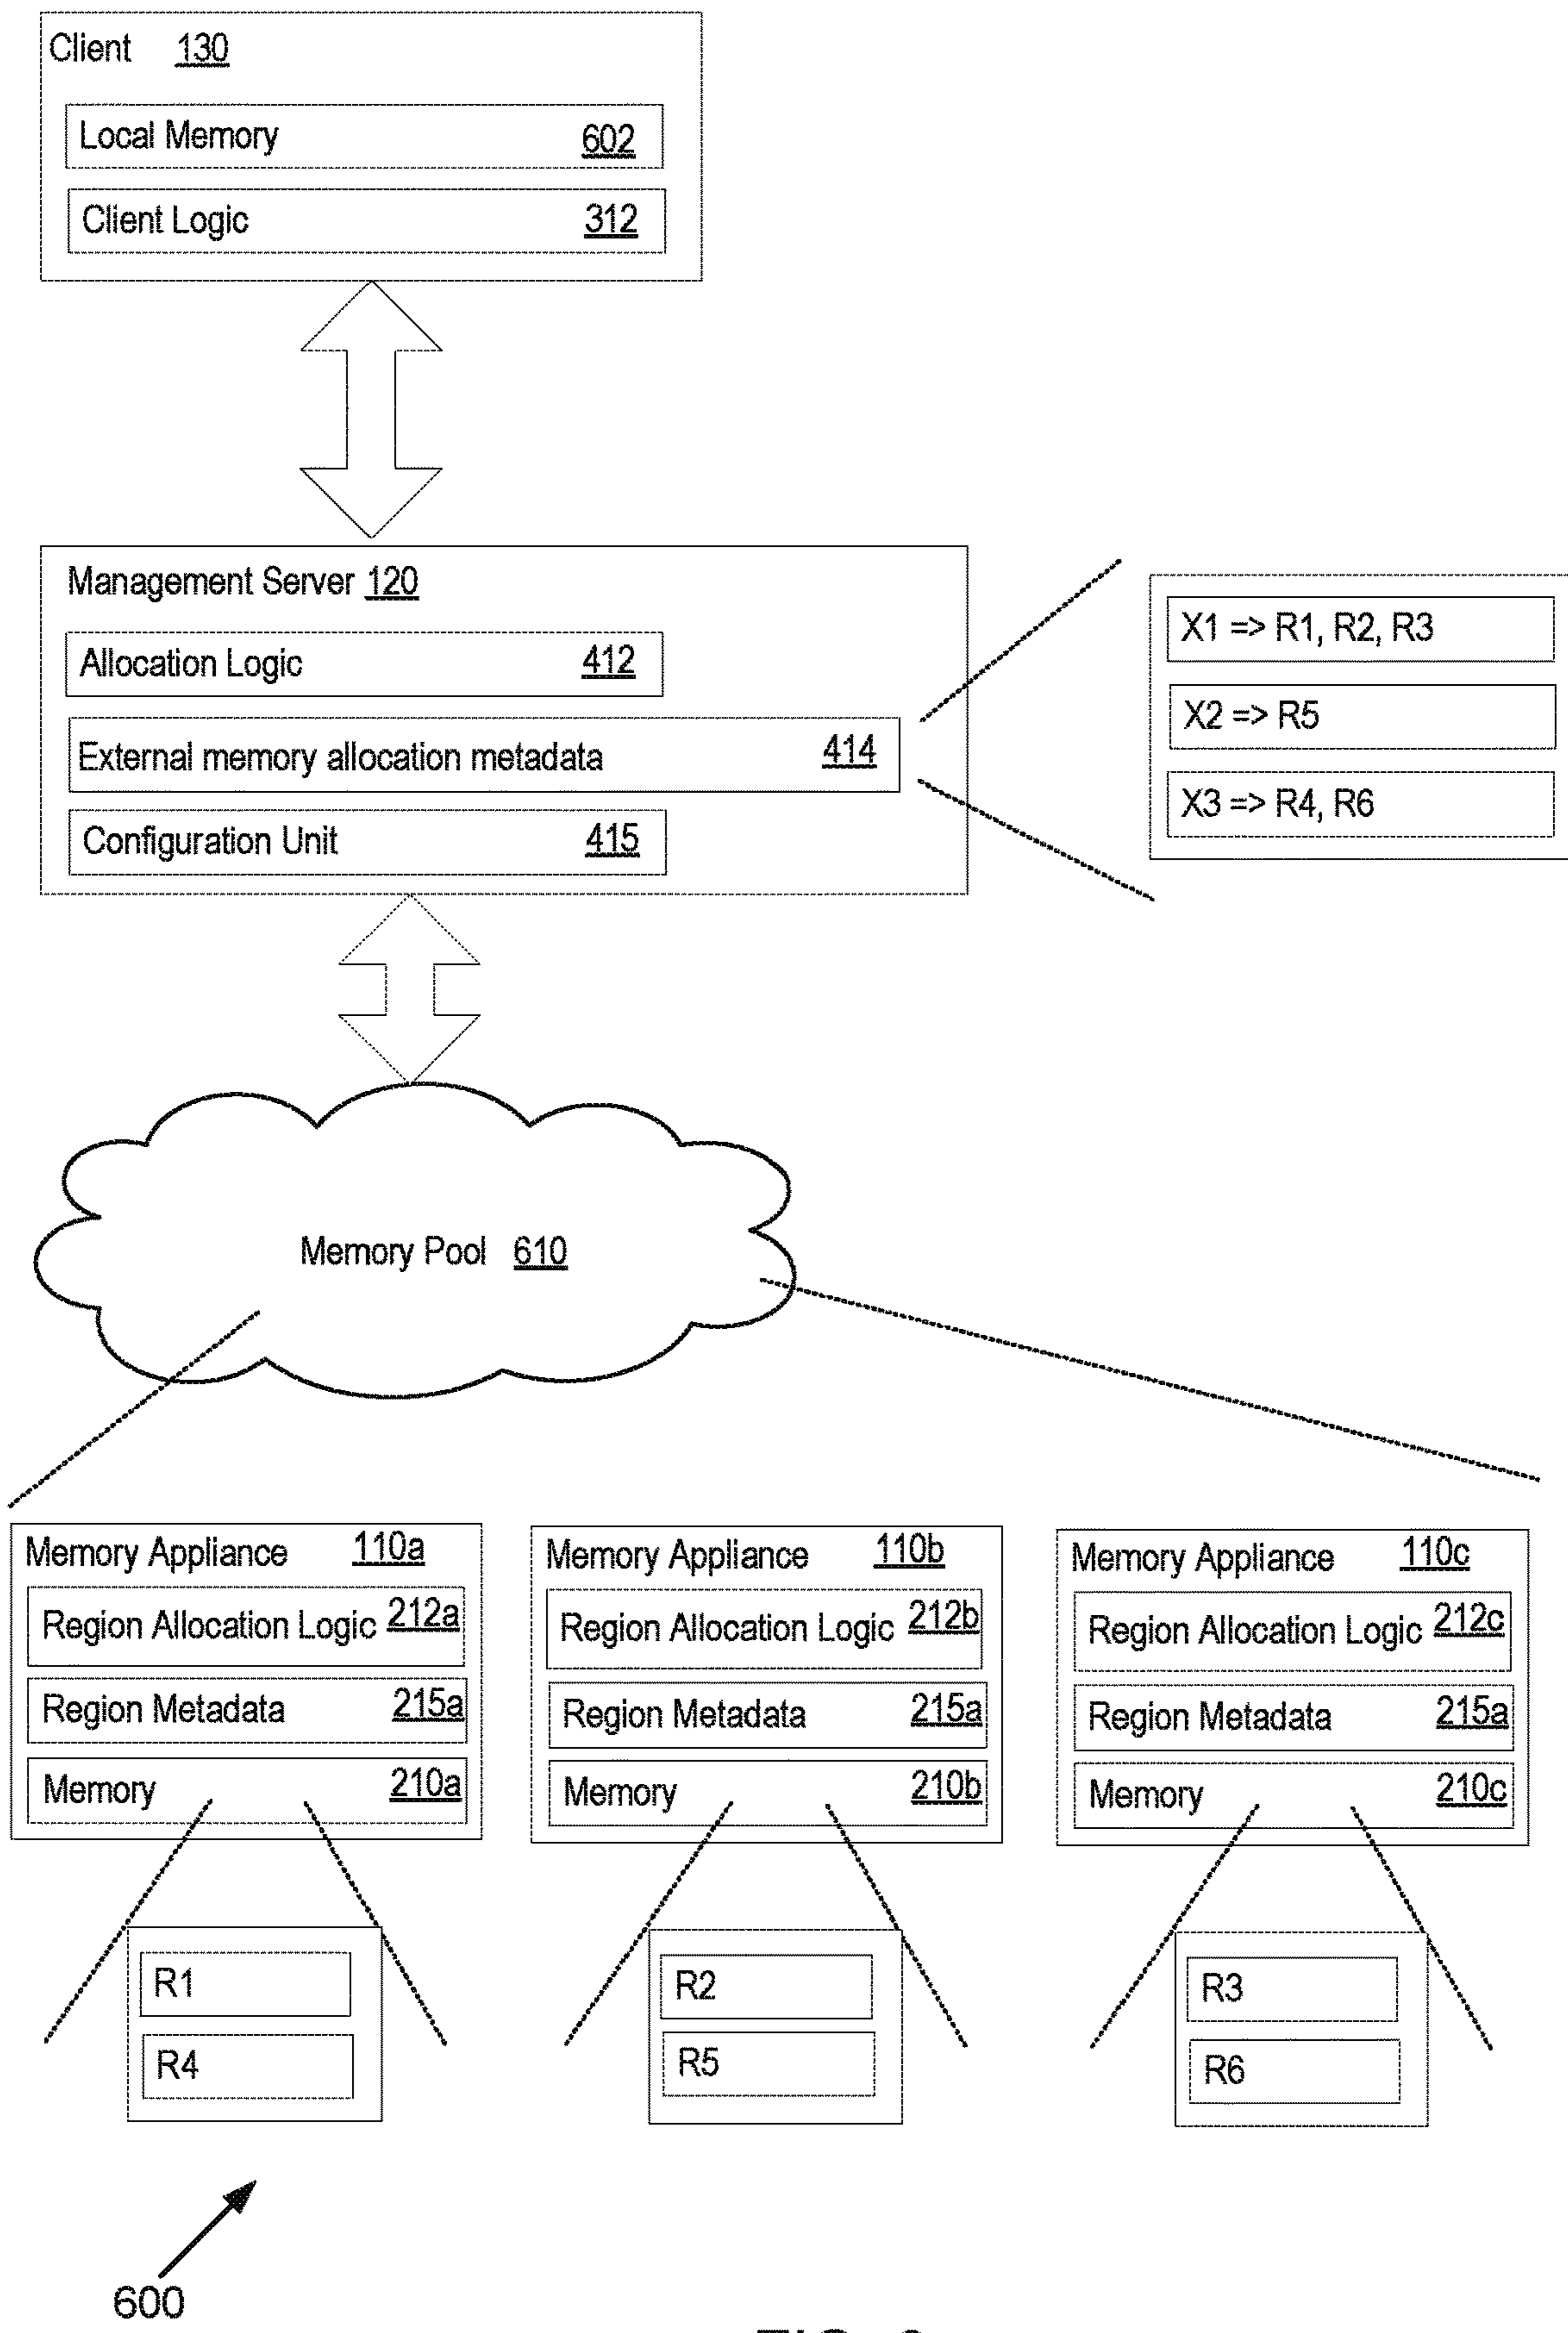 Client 130
Local Memory 602
Client Logic 312
Management Server 120
Allocation Logic 412
External memory allocation metadata 414
Configuration Unit 415
X1 => R1, R2, R3
X2 => R5
X3 => R4, R6
Memory Pool 610
Memory Appliance 110a
Region Allocation Logic 212a
Region Metadata 215a
Memory 210a
R1
R4
Memory Appliance 110b
Region Allocation Logic 212b
Region Metadata 215a
Memory 210b
R2
R5
Memory Appliance 110c
Region Allocation Logic 212c
Region Metadata 215a
Memory 210c
R3
R6
600